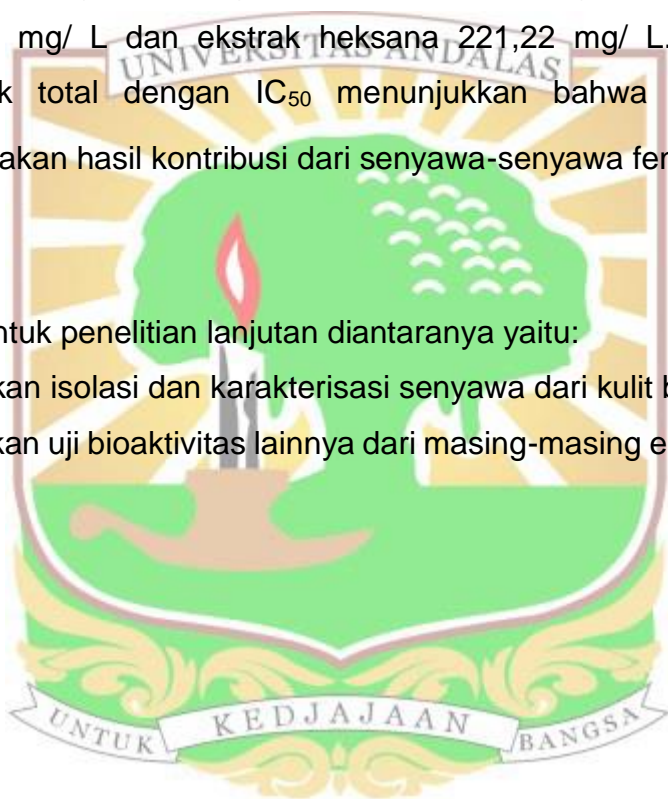 mg/ L dan ekstrak heksana 221,22 mg/ L.
UNIVERSITAS ANDALAS
k total dengan IC₅₀ menunjukkan bahwa
akan hasil kontribusi dari senyawa-senyawa fer
ntuk penelitian lanjutan diantaranya yaitu:
kan isolasi dan karakterisasi senyawa dari kulit b
kan uji bioaktivitas lainnya dari masing-masing e
UNTUK KEDJAJAAN BANGSA